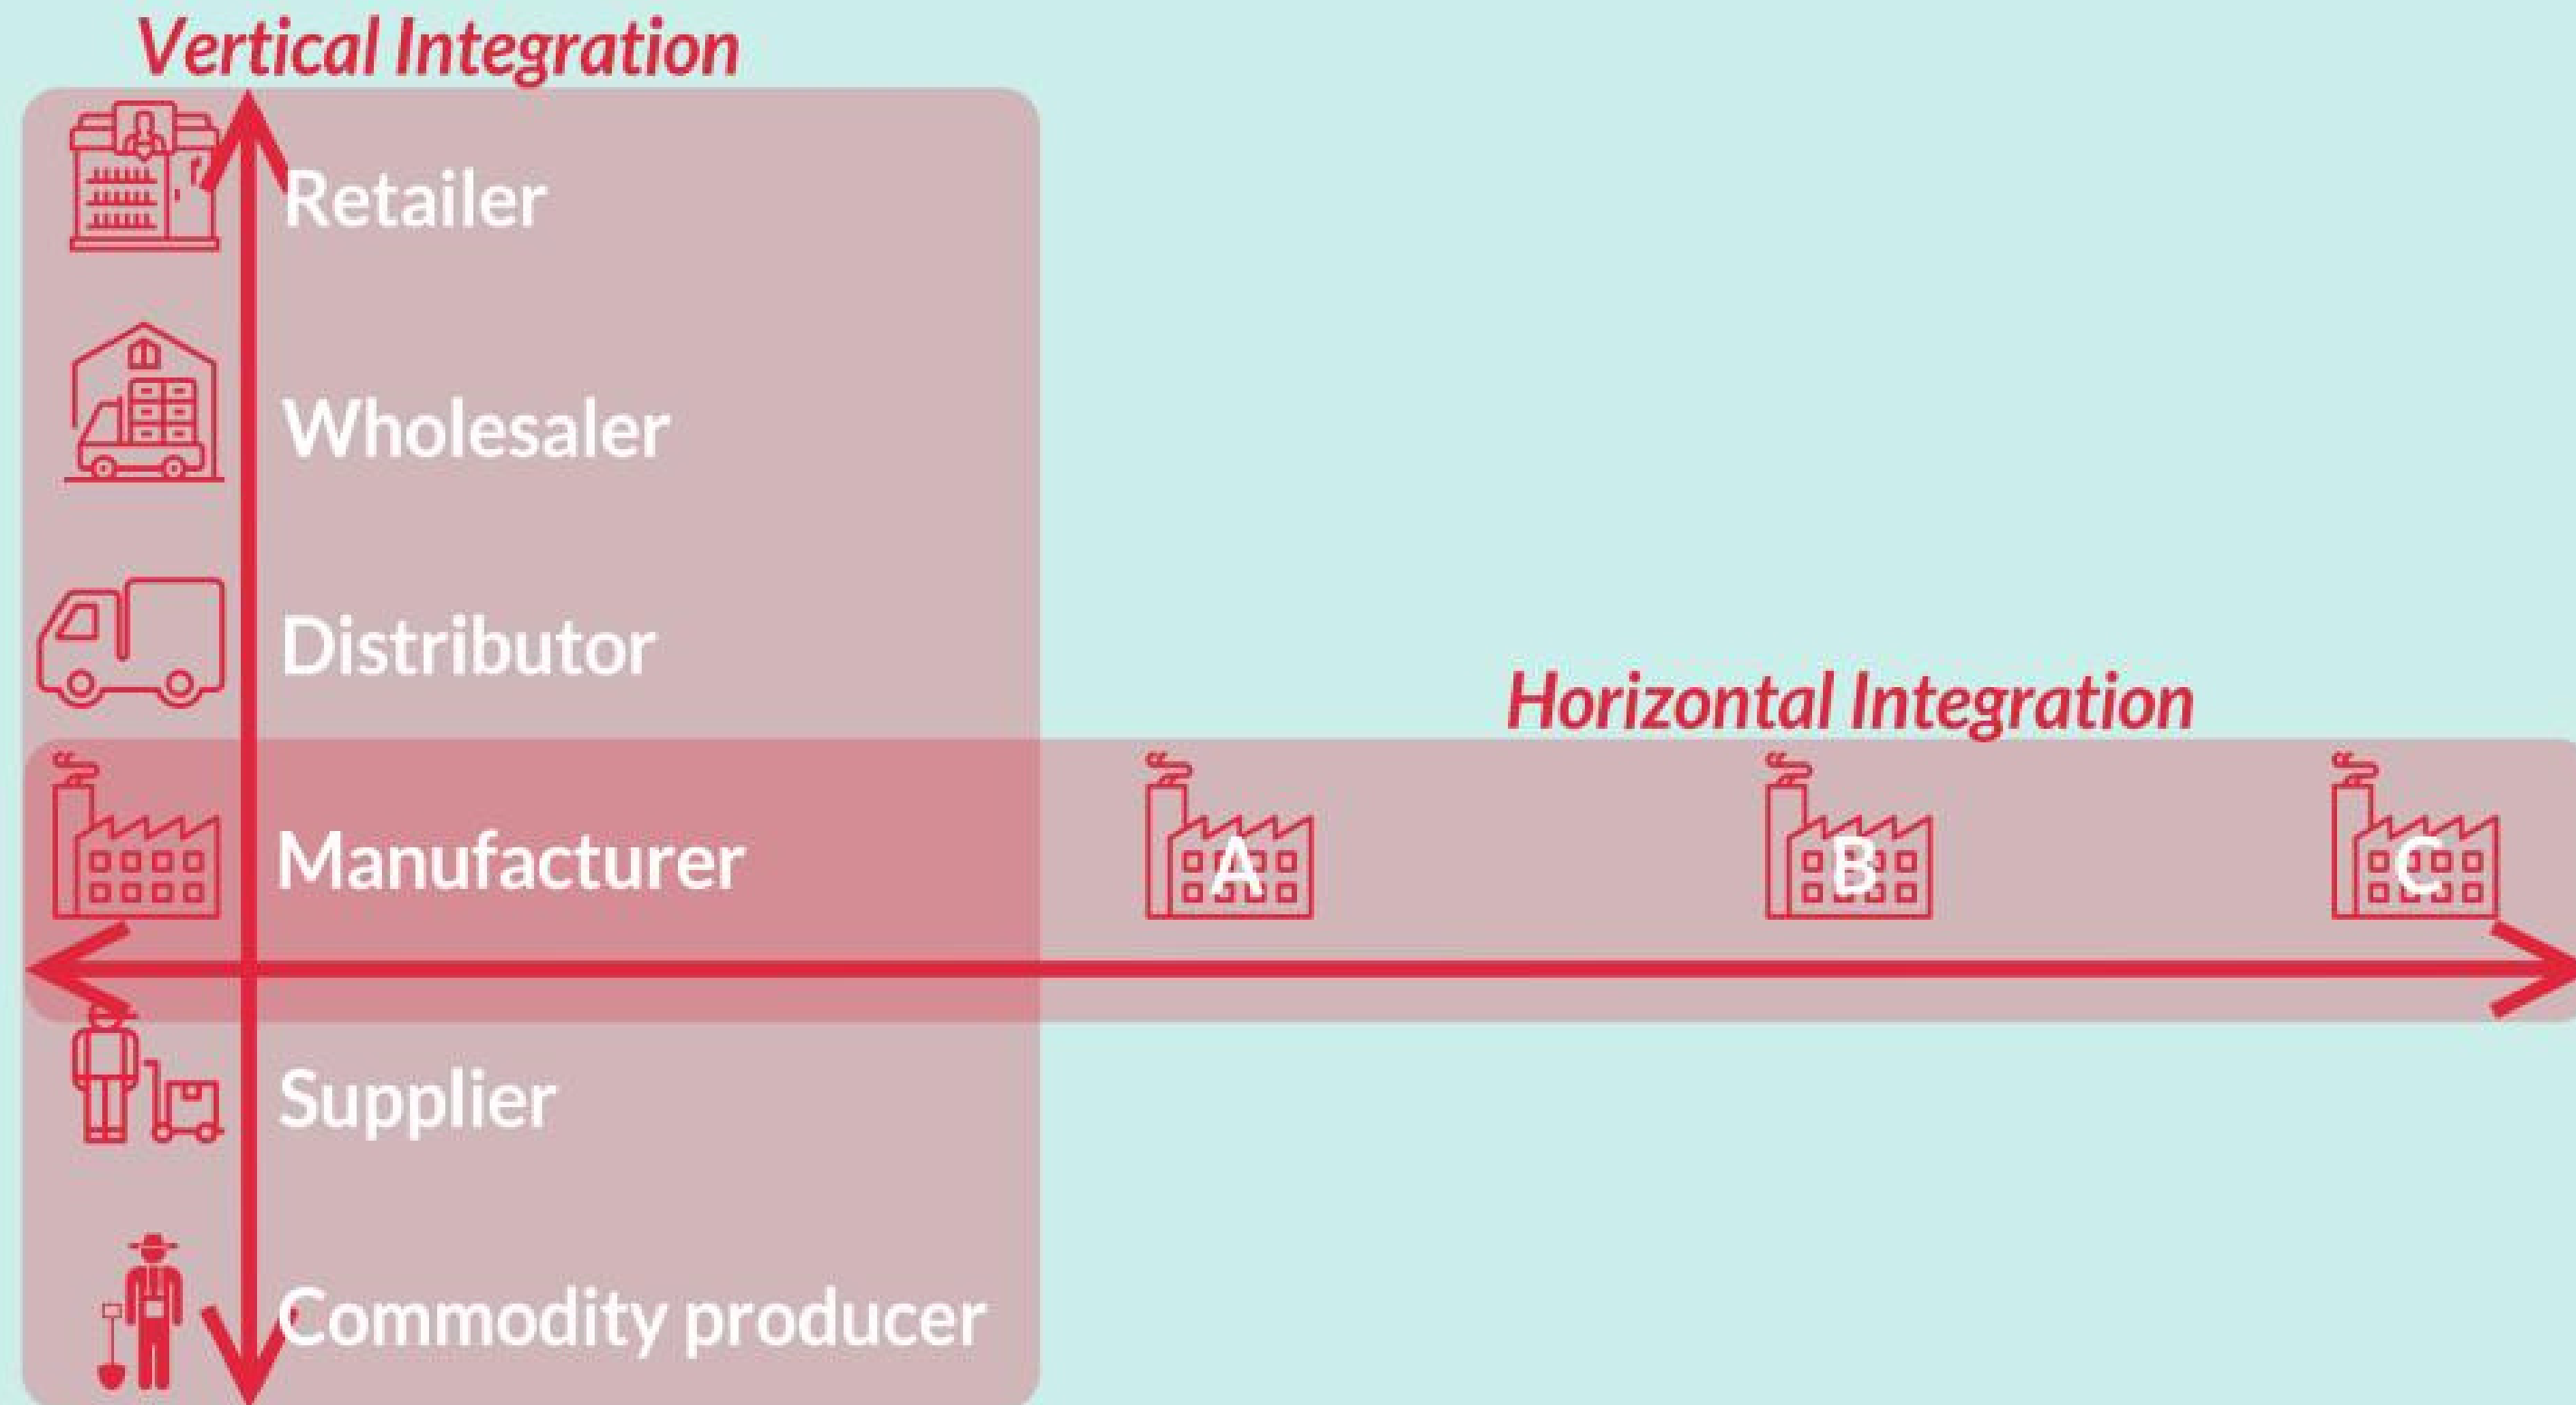 Vertical Integration
Retailer
Wholesaler
Distributor
Horizontal Integration
Manufacturer
A
B
C
Supplier
Commodity producer